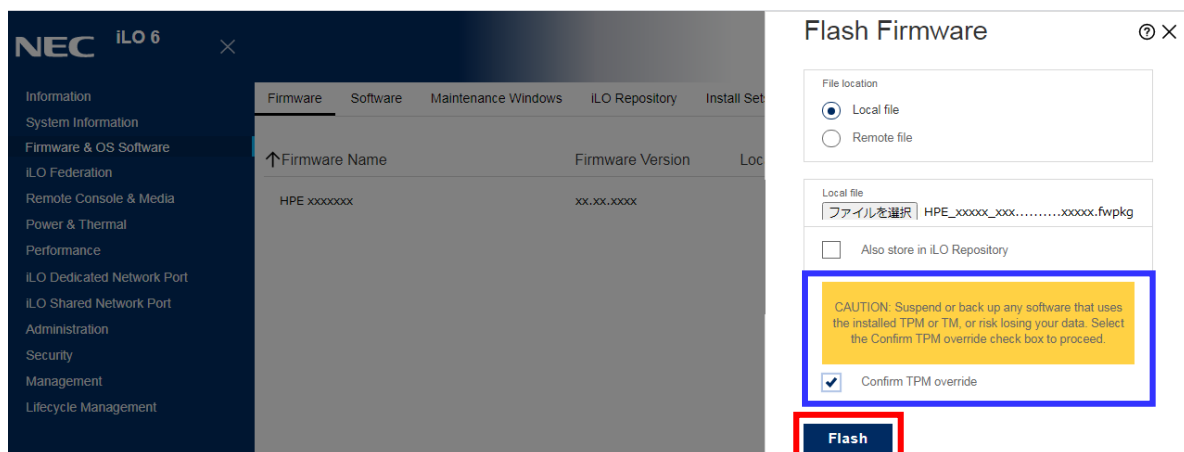 NEC iLO 6
Information
System Information
Firmware & OS Software
iLO Federation
Remote Console & Media
Power & Thermal
Performance
iLO Dedicated Network Port
iLO Shared Network Port
Administration
Security
Management
Lifecycle Management
Firmware Software Maintenance Windows iLO Repository Install Set
Firmware Name Firmware Version Loc
HPE xxxxxxx xx.xx.xxxx
Flash Firmware
File location
Local file
Remote file
Local file
ファイルを選択 HPE_xxxxx_xxx..........xxxxx.fwpkg
Also store in iLO Repository
CAUTION: Suspend or back up any software that uses
the installed TPM or TM, or risk losing your data. Select
the Confirm TPM override check box to proceed.
Confirm TPM override
Flash